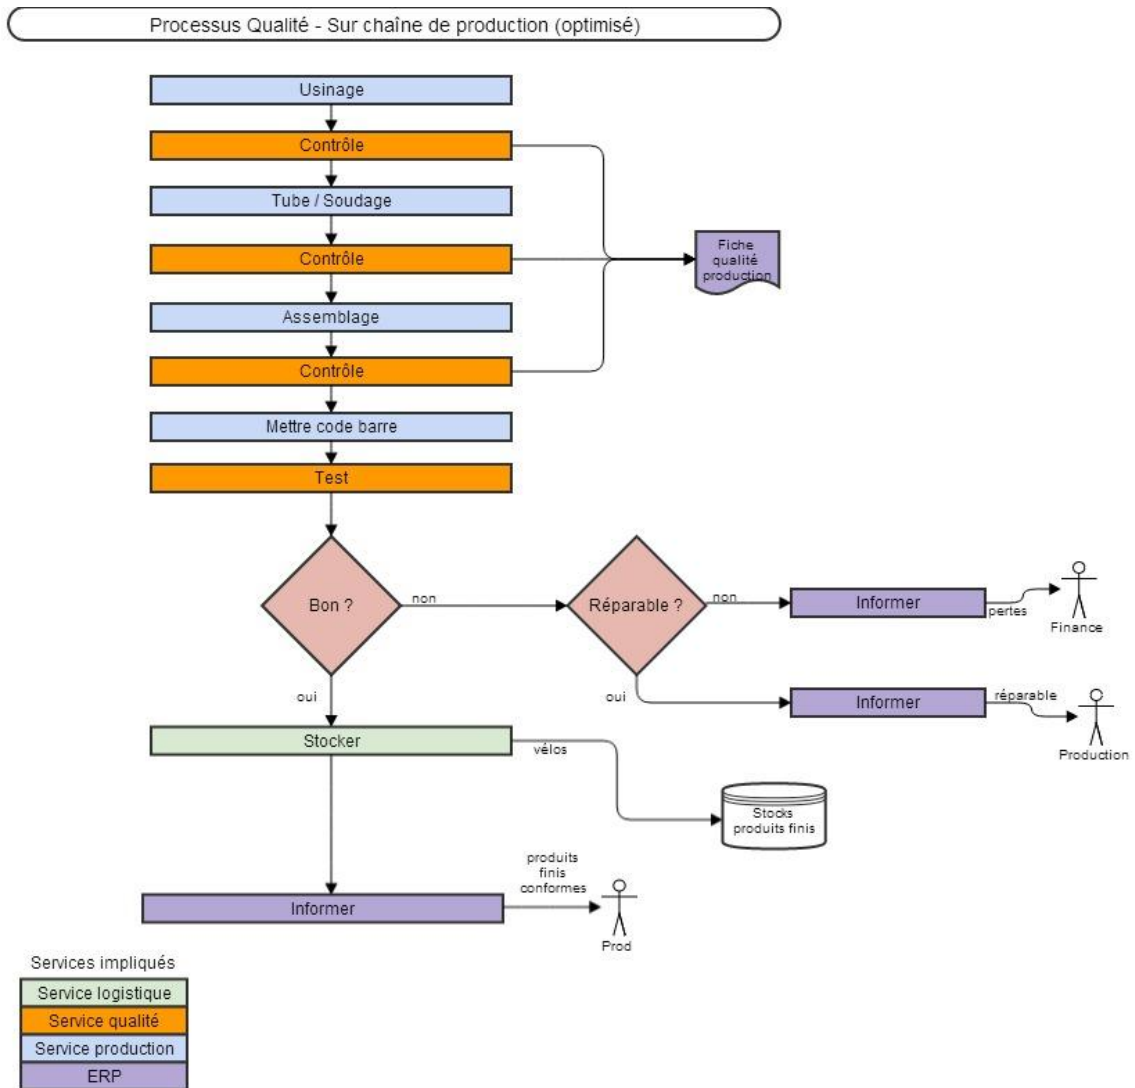 Processus Qualité - Sur chaîne de production (optimisé)
Usinage
Contrôle
Tube / Soudage
Contrôle
Fiche
qualité
production
Assemblage
Contrôle
Mettre code barre
Test
Bon ?
non
Réparable ?
non
Informer
pertes
Finance
oui
oui
Informer
réparable
Production
Stocker
vélos
Stocks
produits finis
produits
finis
conformes
Informer
Prod
Services impliqués
Service logistique
Service qualité
Service production
ERP